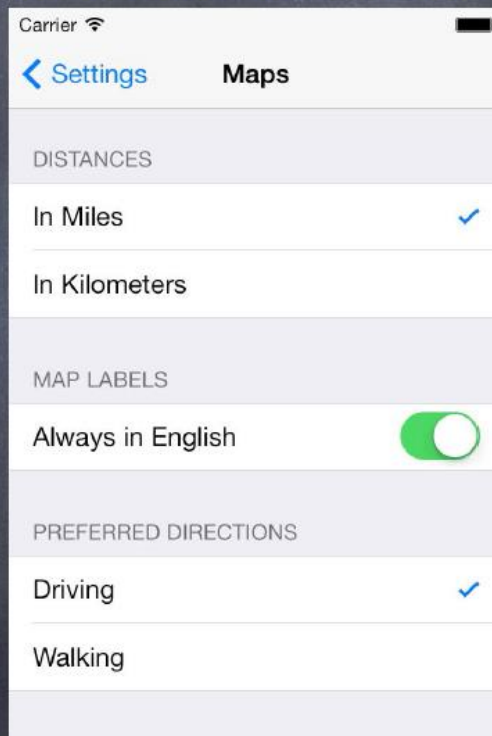 Carrier
Settings Maps
DISTANCES
In Miles
In Kilometers
MAP LABELS
Always in English
PREFERRED DIRECTIONS
Driving
Walking